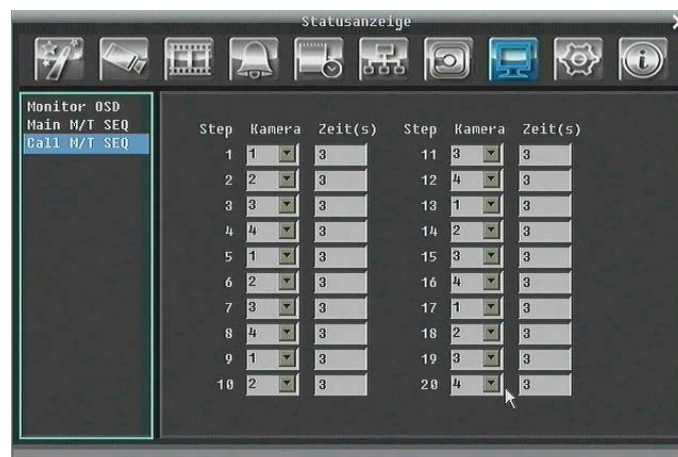 Statusanzeige
Monitor OSD
Main M/T SEQ
Call M/T SEQ
Step Kamera Zeit(s) Step Kamera Zeit(s)
1 1 3 11 3 3
2 2 3 12 4 3
3 3 3 13 1 3
4 4 3 14 2 3
5 1 3 15 3 3
6 2 3 16 4 3
7 3 3 17 1 3
8 4 3 18 2 3
9 1 3 19 3 3
10 2 3 20 4 3